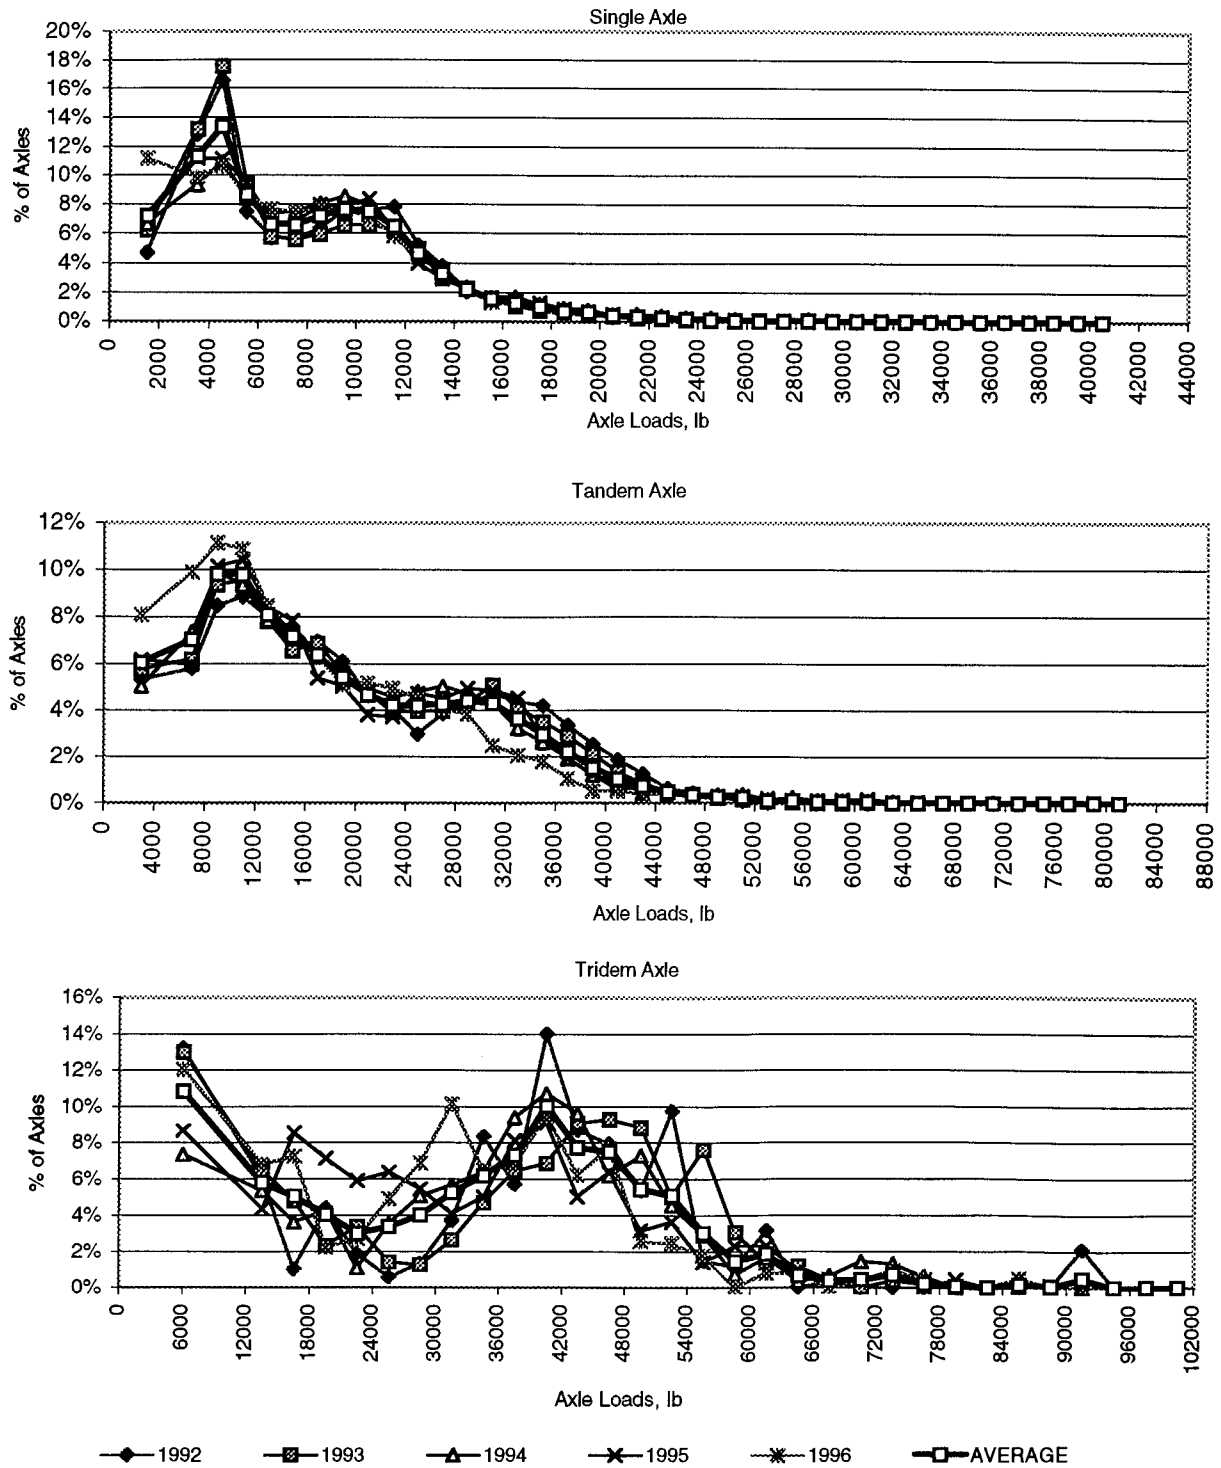 Single Axle
20%
18%
16%
14%
12%
10%
8%
6%
4%
2%
0%
% of Axles
0 2000 4000 6000 8000 10000 12000 14000 16000 18000 20000 22000 24000 26000 28000 30000 32000 34000 36000 38000 40000 42000 44000
Axle Loads, lb
Tandem Axle
12%
10%
8%
6%
4%
2%
0%
% of Axles
0 4000 8000 12000 16000 20000 24000 28000 32000 36000 40000 44000 48000 52000 56000 60000 64000 68000 72000 76000 80000 84000 88000
Axle Loads, lb
Tridem Axle
16%
14%
12%
10%
8%
6%
4%
2%
0%
% of Axles
0 6000 12000 18000 24000 30000 36000 42000 48000 54000 60000 66000 72000 78000 84000 90000 96000 102000
Axle Loads, lb
1992 1993 1994 1995 1996 AVERAGE